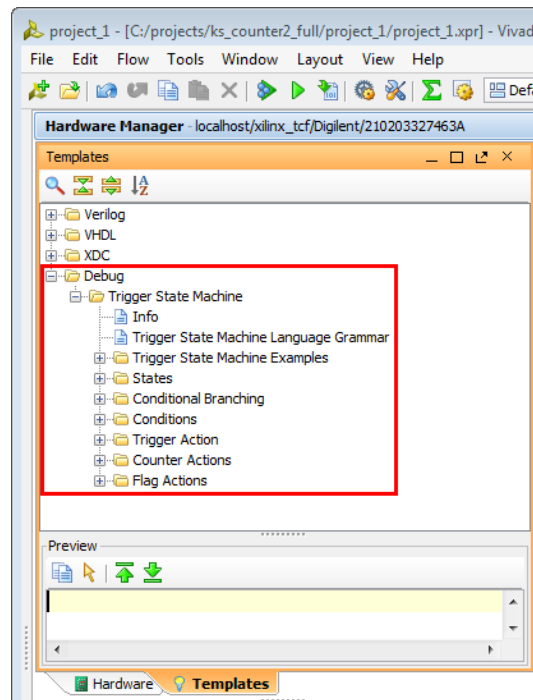 project_1 - [C:/projects/ks_counter2_full/project_1/project_1.xpr] - Vivad
File Edit Flow Tools Window Layout View Help
Def
Hardware Manager - localhost/xilinx_tcf/Digilent/210203327463A
Templates
Verilog
VHDL
XDC
Debug
Trigger State Machine
Info
Trigger State Machine Language Grammar
Trigger State Machine Examples
States
Conditional Branching
Conditions
Trigger Action
Counter Actions
Flag Actions
Preview
Hardware Templates